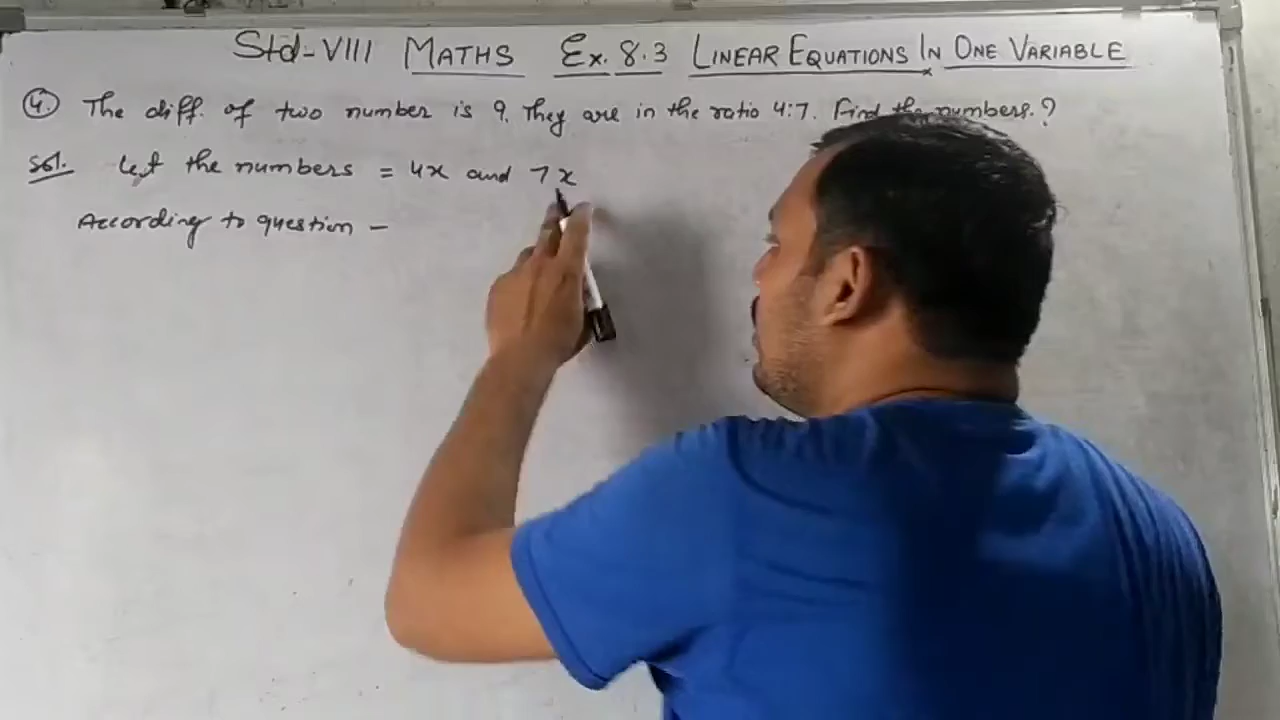 Std-VIII MATHS Ex. 8.3 LINEAR EQUATIONS IN ONE VARIABLE
④ The diff. of two number is 9. They are in the ratio 4:7. Find the numbers.?
Sol. Let the numbers = 4x and 7x
According to question –